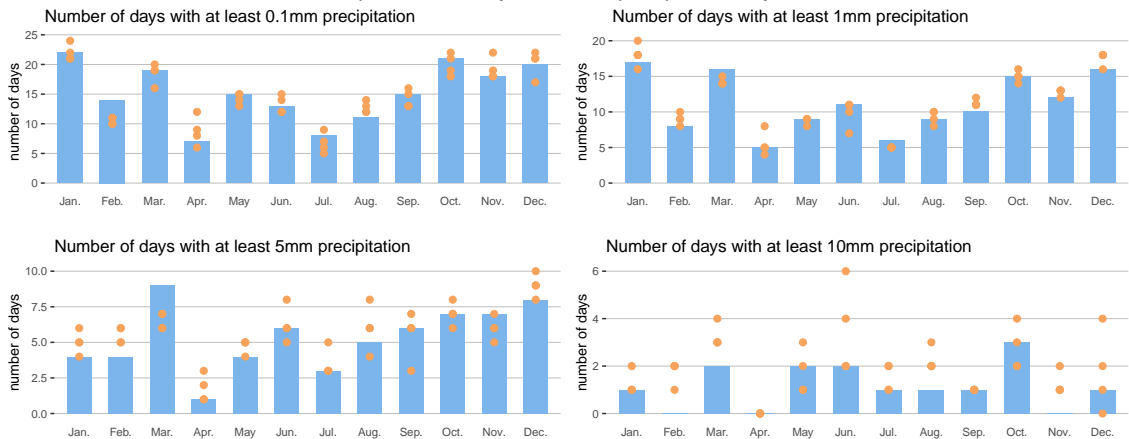 Number of days with at least 0.1mm precipitation
number of days
25
20
15
10
5
0
Jan. Feb. Mar. Apr. May Jun. Jul. Aug. Sep. Oct. Nov. Dec.
Number of days with at least 1mm precipitation
number of days
20
15
10
5
0
Jan. Feb. Mar. Apr. May Jun. Jul. Aug. Sep. Oct. Nov. Dec.
Number of days with at least 5mm precipitation
number of days
10.0
7.5
5.0
2.5
0.0
Jan. Feb. Mar. Apr. May Jun. Jul. Aug. Sep. Oct. Nov. Dec.
Number of days with at least 10mm precipitation
number of days
6
4
2
0
Jan. Feb. Mar. Apr. May Jun. Jul. Aug. Sep. Oct. Nov. Dec.